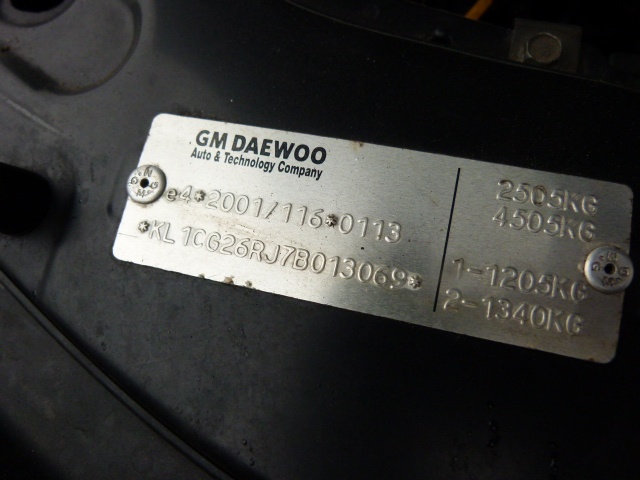 GM DAEWOO
Auto & Technology Company
e4*2001/116*0113
*KL1CG26RJ7B013069*
2505KG
4505KG
1-1205KG
2-1340KG